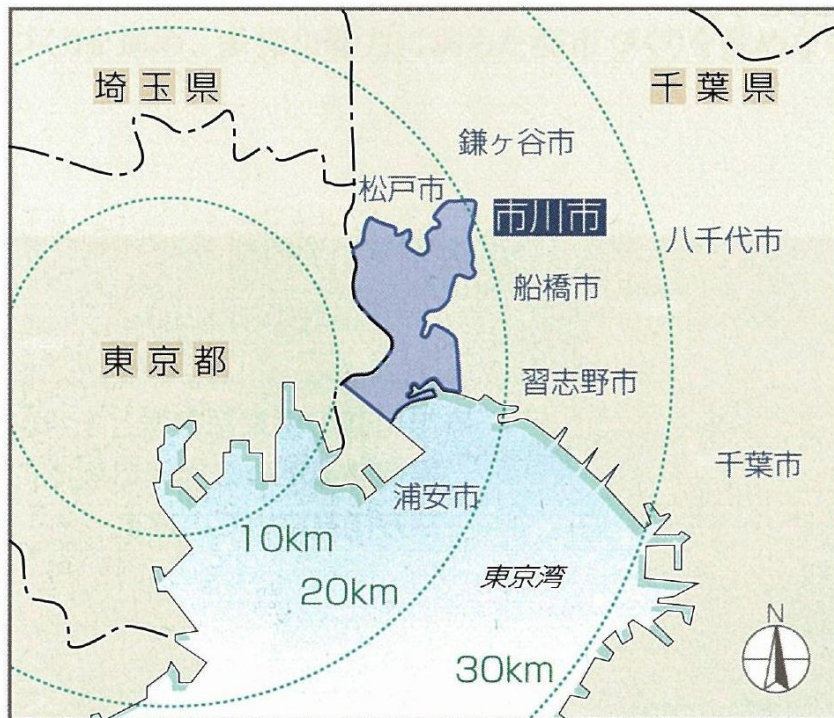 埼玉県
千葉県
鎌ヶ谷市
松戸市
市川市
八千代市
船橋市
東京都
習志野市
千葉市
浦安市
10km
東京湾
20km
30km
N